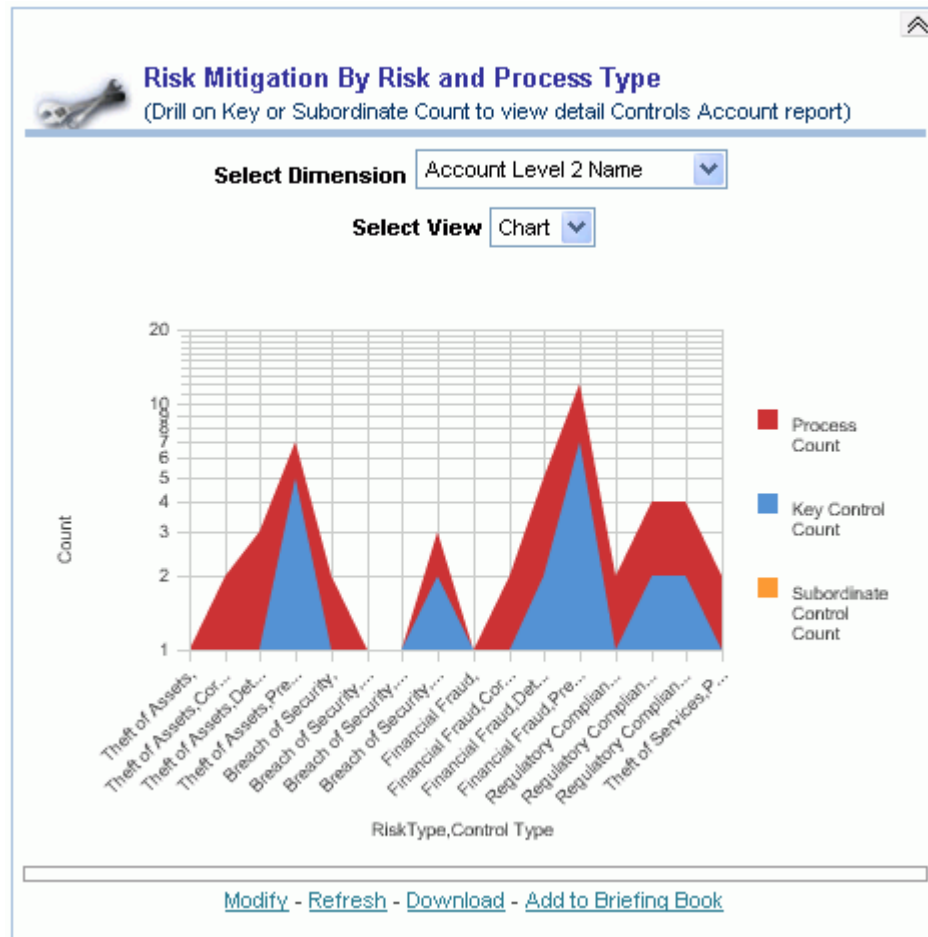 Risk Mitigation By Risk and Process Type
(Drill on Key or Subordinate Count to view detail Controls Account report)
Select Dimension Account Level 2 Name
Select View Chart
20
10
9
8
7
6
5
4
3
2
1
Count
Process
Count
Key Control
Count
Subordinate
Control
Count
Theft of Assets,
Theft of Assets,Cor...
Theft of Assets,Det...
Theft of Assets,Pre...
Breach of Security,
Breach of Security,...
Breach of Security,...
Breach of Security,...
Financial Fraud,
Financial Fraud,Cor...
Financial Fraud,Det...
Financial Fraud,Pre...
Regulatory Complian...
Regulatory Complian...
Regulatory Complian...
Theft of Services,P...
RiskType,Control Type
Modify - Refresh - Download - Add to Briefing Book